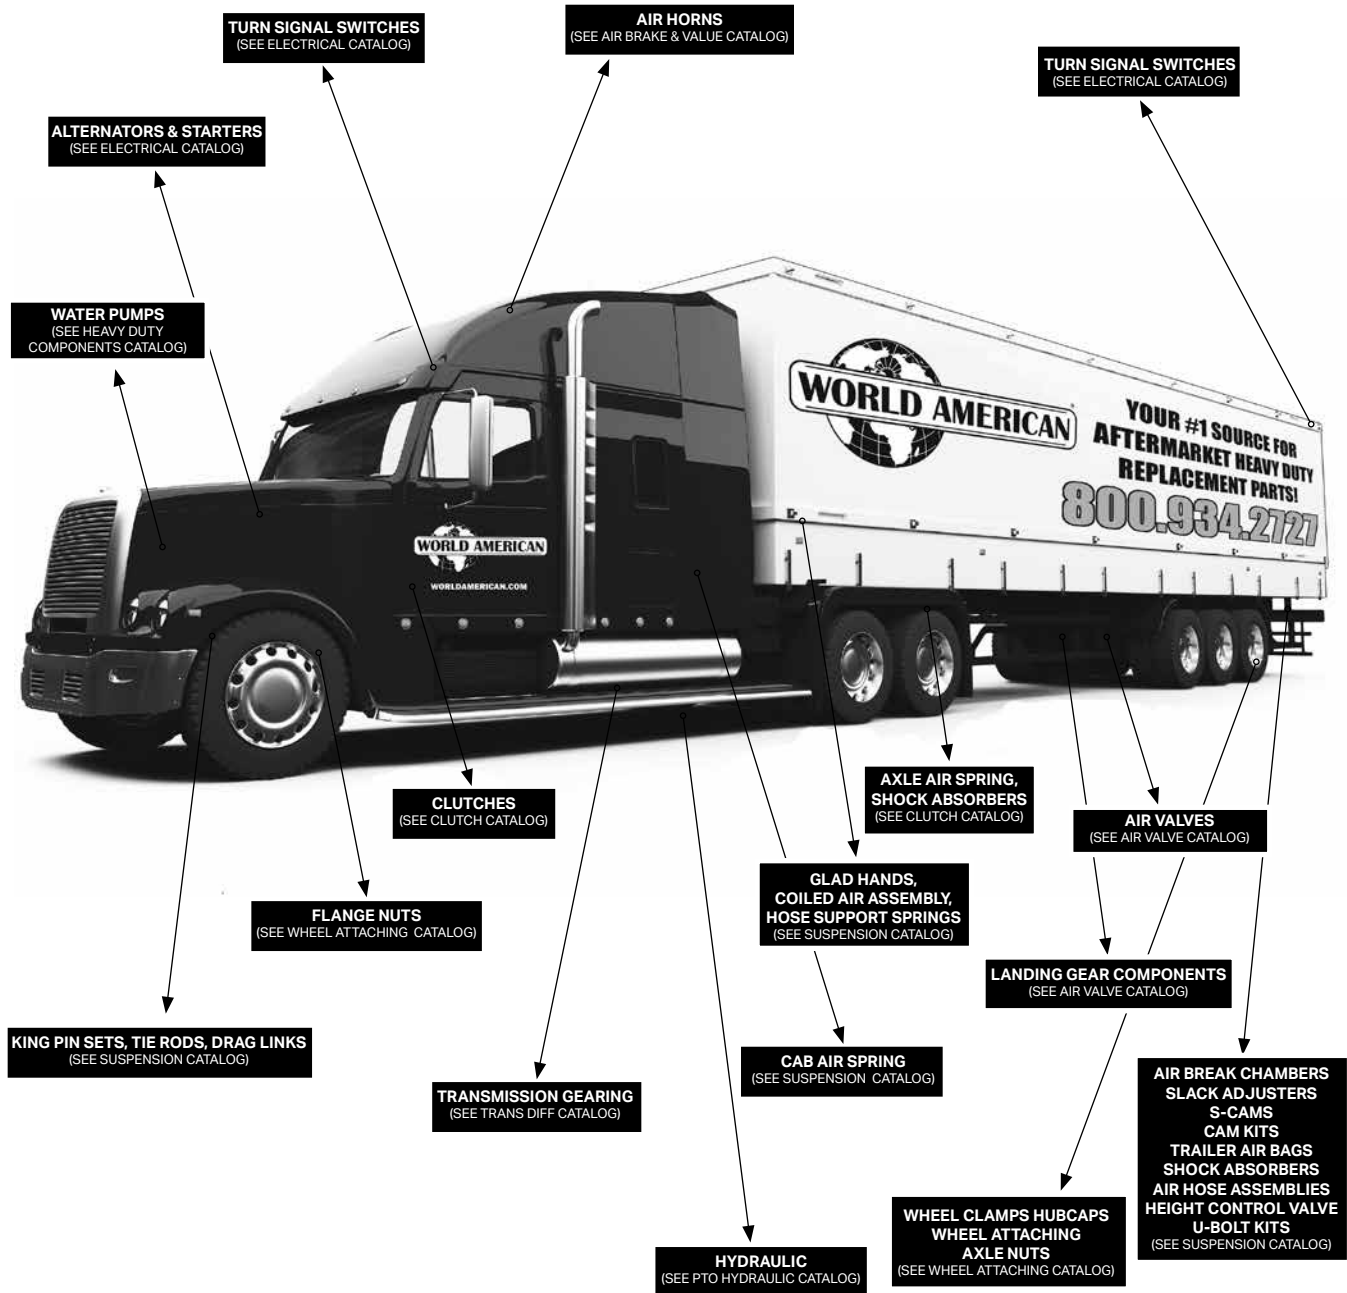 TURN SIGNAL SWITCHES
(SEE ELECTRICAL CATALOG)
AIR HORNS
(SEE AIR BRAKE & VALUE CATALOG)
TURN SIGNAL SWITCHES
(SEE ELECTRICAL CATALOG)
ALTERNATORS & STARTERS
(SEE ELECTRICAL CATALOG)
WATER PUMPS
(SEE HEAVY DUTY
COMPONENTS CATALOG)
WORLD AMERICAN
YOUR #1 SOURCE FOR
AFTERMARKET HEAVY DUTY
REPLACEMENT PARTS!
800.934.2727
WORLD AMERICAN
WORLDAMERICAN.COM
CLUTCHES
(SEE CLUTCH CATALOG)
AXLE AIR SPRING,
SHOCK ABSORBERS
(SEE CLUTCH CATALOG)
AIR VALVES
(SEE AIR VALVE CATALOG)
FLANGE NUTS
(SEE WHEEL ATTACHING CATALOG)
GLAD HANDS,
COILED AIR ASSEMBLY,
HOSE SUPPORT SPRINGS
(SEE SUSPENSION CATALOG)
LANDING GEAR COMPONENTS
(SEE AIR VALVE CATALOG)
KING PIN SETS, TIE RODS, DRAG LINKS
(SEE SUSPENSION CATALOG)
CAB AIR SPRING
(SEE SUSPENSION CATALOG)
TRANSMISSION GEARING
(SEE TRANS DIFF CATALOG)
AIR BREAK CHAMBERS
SLACK ADJUSTERS
S-CAMS
CAM KITS
TRAILER AIR BAGS
SHOCK ABSORBERS
AIR HOSE ASSEMBLIES
HEIGHT CONTROL VALVE
U-BOLT KITS
(SEE SUSPENSION CATALOG)
WHEEL CLAMPS HUBCAPS
WHEEL ATTACHING
AXLE NUTS
(SEE WHEEL ATTACHING CATALOG)
HYDRAULIC
(SEE PTO HYDRAULIC CATALOG)